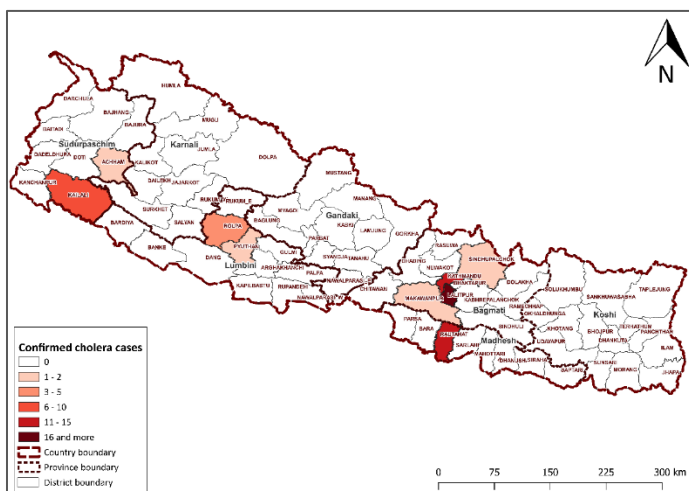 N
HUMLA
DARCHULA
BAJHANG
MUGU
BAJURA
BAITADI
Sudurpaschim
Karnali
JUMLA
DADELDHURA
DOTI
ACHHAM
KALIKOT
DOLPA
KANCHANPUR
DAILEKH
JAJARKOT
MUSTANG
KAILALI
SURKHET
RUKUM_E
MANANG
MYAGDI
Gandaki
BARDIYA
SALYAN
ROLPA
BAGLUNG
KASKI
LAMJUNG
GORKHA
RASUWA
BANKE
PYUTHAN
GULMI
PARBAT
SINDHUPALCHOK
DANG
Lumbini
SYANGJA
TANAHU
DHADING
NUWAKOT
DOLAKHA
ARGHAKHANCHI
PALPA
KATHMANDU
BHAKTAPUR
SOLUKHUMBU
TAPLEJUNG
KAPILBASTU
RUPANDEHI
CHITAWAN
LALITPUR
RAMECHHAP
SANKHUWASABHA
MAKAWANPUR
KABHREPALANCHOK
OKHALDHUNGA
Koshi
Bagmati
KHOTANG
PARSA
BARA
SINDHULI
BHOJPUR
PANCHTHAR
RAUTAHAT
Madhesh
UDAYAPUR
DHANKUTA
ILAM
SARLAHI
MAHOTTARI
SIRAHA
SAPTARI
SUNSARI
MORANG
JHAPA
Confirmed cholera cases
0
1 - 2
3 - 5
6 - 10
11 - 15
16 and more
Country boundary
Province boundary
District boundary
0 75 150 225 300 km